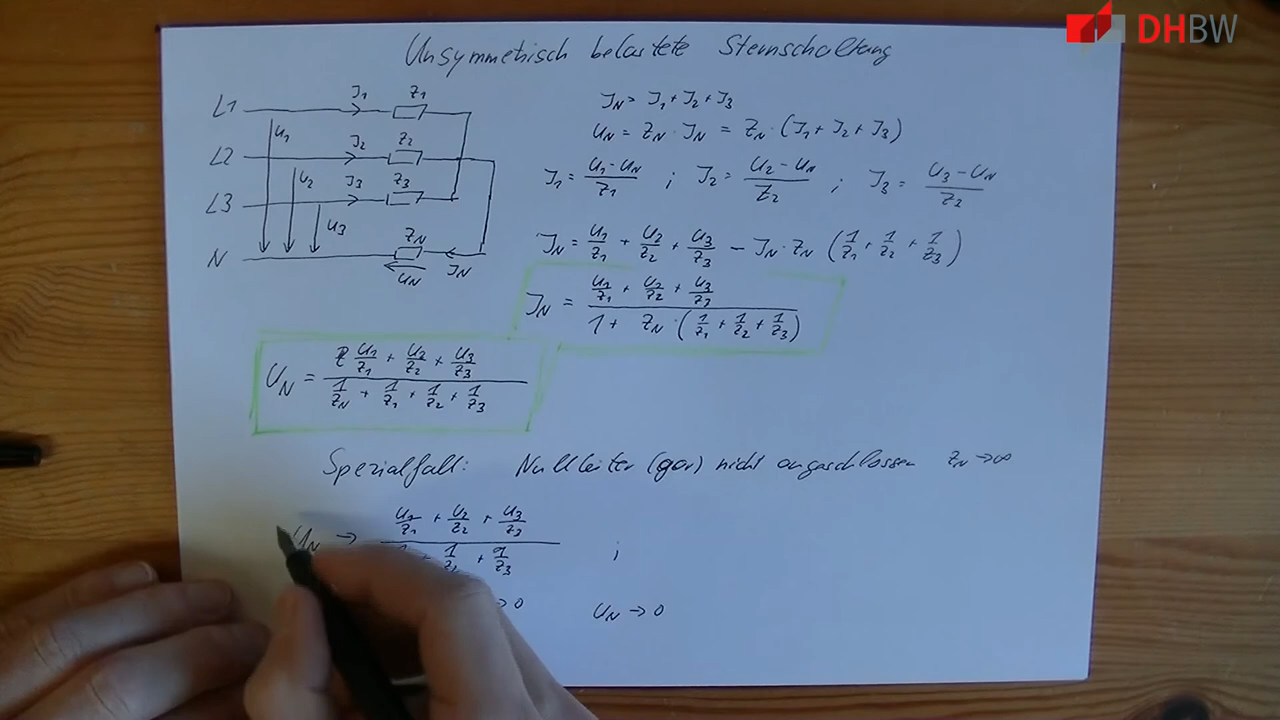 DHBW
Unsymmetrisch belastete Sternschaltung
L1 J1 Z1
U1
L2 J2 Z2
U2
L3 J3 Z3
U3
N ZN
UN JN
JN = J1 + J2 + J3
UN = ZN · JN = ZN · (J1 + J2 + J3)
J1 = (U1 - UN)/Z1 ; J2 = (U2 - UN)/Z2 ; J3 = (U3 - UN)/Z3
JN = U1/Z1 + U2/Z2 + U3/Z3 - JN · ZN (1/Z1 + 1/Z2 + 1/Z3)
JN = (U1/Z1 + U2/Z2 + U3/Z3)/(1 + ZN · (1/Z1 + 1/Z2 + 1/Z3))
UN = (U1/Z1 + U2/Z2 + U3/Z3)/(1/ZN + 1/Z1 + 1/Z2 + 1/Z3)
Spezialfall: Nullleiter (gar) nicht angeschlossen ZN → ∞
UN → U1/Z1 + U2/Z2 + U3/Z3 ;
→ 0 UN → 0